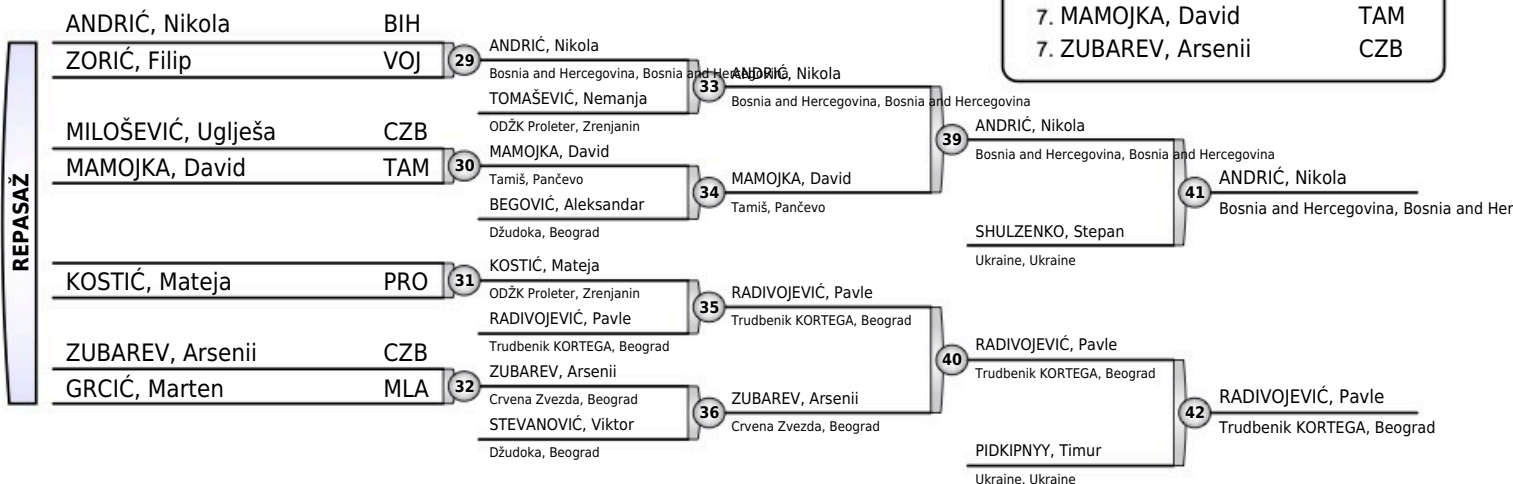 7. MAMOJKA, David TAM
7. ZUBAREV, Arsenii CZB
REPASAŽ
ANDRIĆ, Nikola BIH
ZORIĆ, Filip VOJ
MILOŠEVIĆ, Uglješa CZB
MAMOJKA, David TAM
KOSTIĆ, Mateja PRO
ZUBAREV, Arsenii CZB
GRCIĆ, Marten MLA
29
30
31
32
ANDRIĆ, Nikola
Bosnia and Hercegovina, Bosnia and Hercegovina
TOMAŠEVIĆ, Nemanja
ODŽK Proleter, Zrenjanin
MAMOJKA, David
Tamiš, Pančevo
BEGOVIĆ, Aleksandar
Džudoka, Beograd
KOSTIĆ, Mateja
ODŽK Proleter, Zrenjanin
RADIVOJEVIĆ, Pavle
Trudbenik KORTEGA, Beograd
ZUBAREV, Arsenii
Crvena Zvezda, Beograd
STEVANOVIĆ, Viktor
Džudoka, Beograd
33
34
35
36
ANDRIĆ, Nikola
Bosnia and Hercegovina, Bosnia and Hercegovina
MAMOJKA, David
Tamiš, Pančevo
RADIVOJEVIĆ, Pavle
Trudbenik KORTEGA, Beograd
ZUBAREV, Arsenii
Crvena Zvezda, Beograd
39
40
ANDRIĆ, Nikola
Bosnia and Hercegovina, Bosnia and Hercegovina
SHULZENKO, Stepan
Ukraine, Ukraine
RADIVOJEVIĆ, Pavle
Trudbenik KORTEGA, Beograd
PIDKIPNYY, Timur
Ukraine, Ukraine
41
42
ANDRIĆ, Nikola
Bosnia and Hercegovina, Bosnia and Her
RADIVOJEVIĆ, Pavle
Trudbenik KORTEGA, Beograd